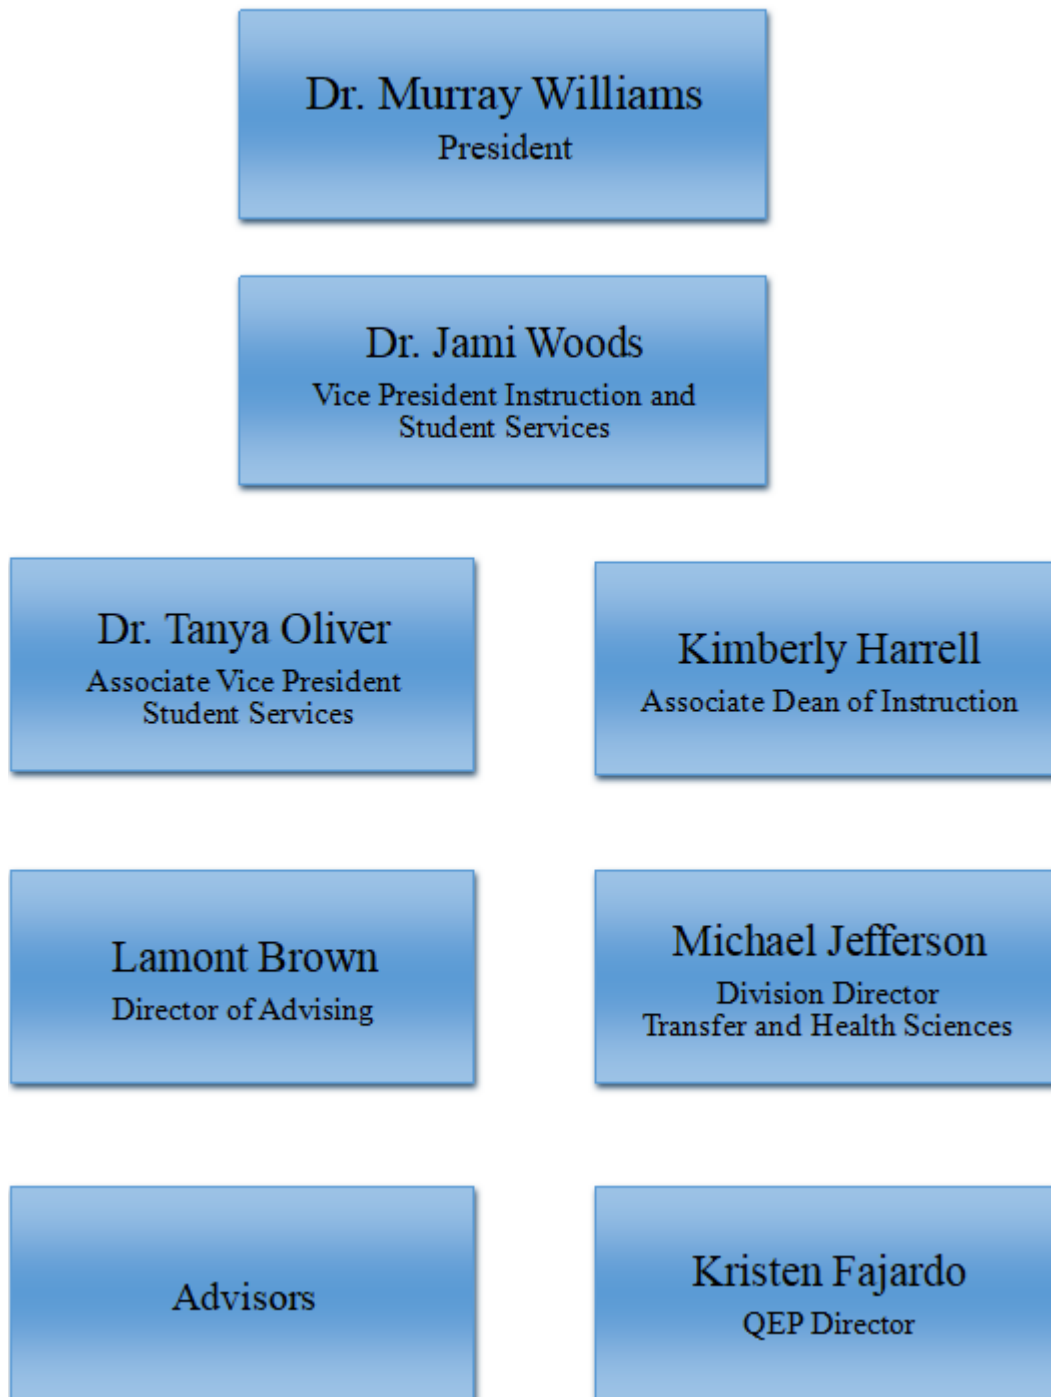 Dr. Murray Williams
President
Dr. Jami Woods
Vice President Instruction and
Student Services
Dr. Tanya Oliver
Associate Vice President
Student Services
Kimberly Harrell
Associate Dean of Instruction
Lamont Brown
Director of Advising
Michael Jefferson
Division Director
Transfer and Health Sciences
Advisors
Kristen Fajardo
QEP Director